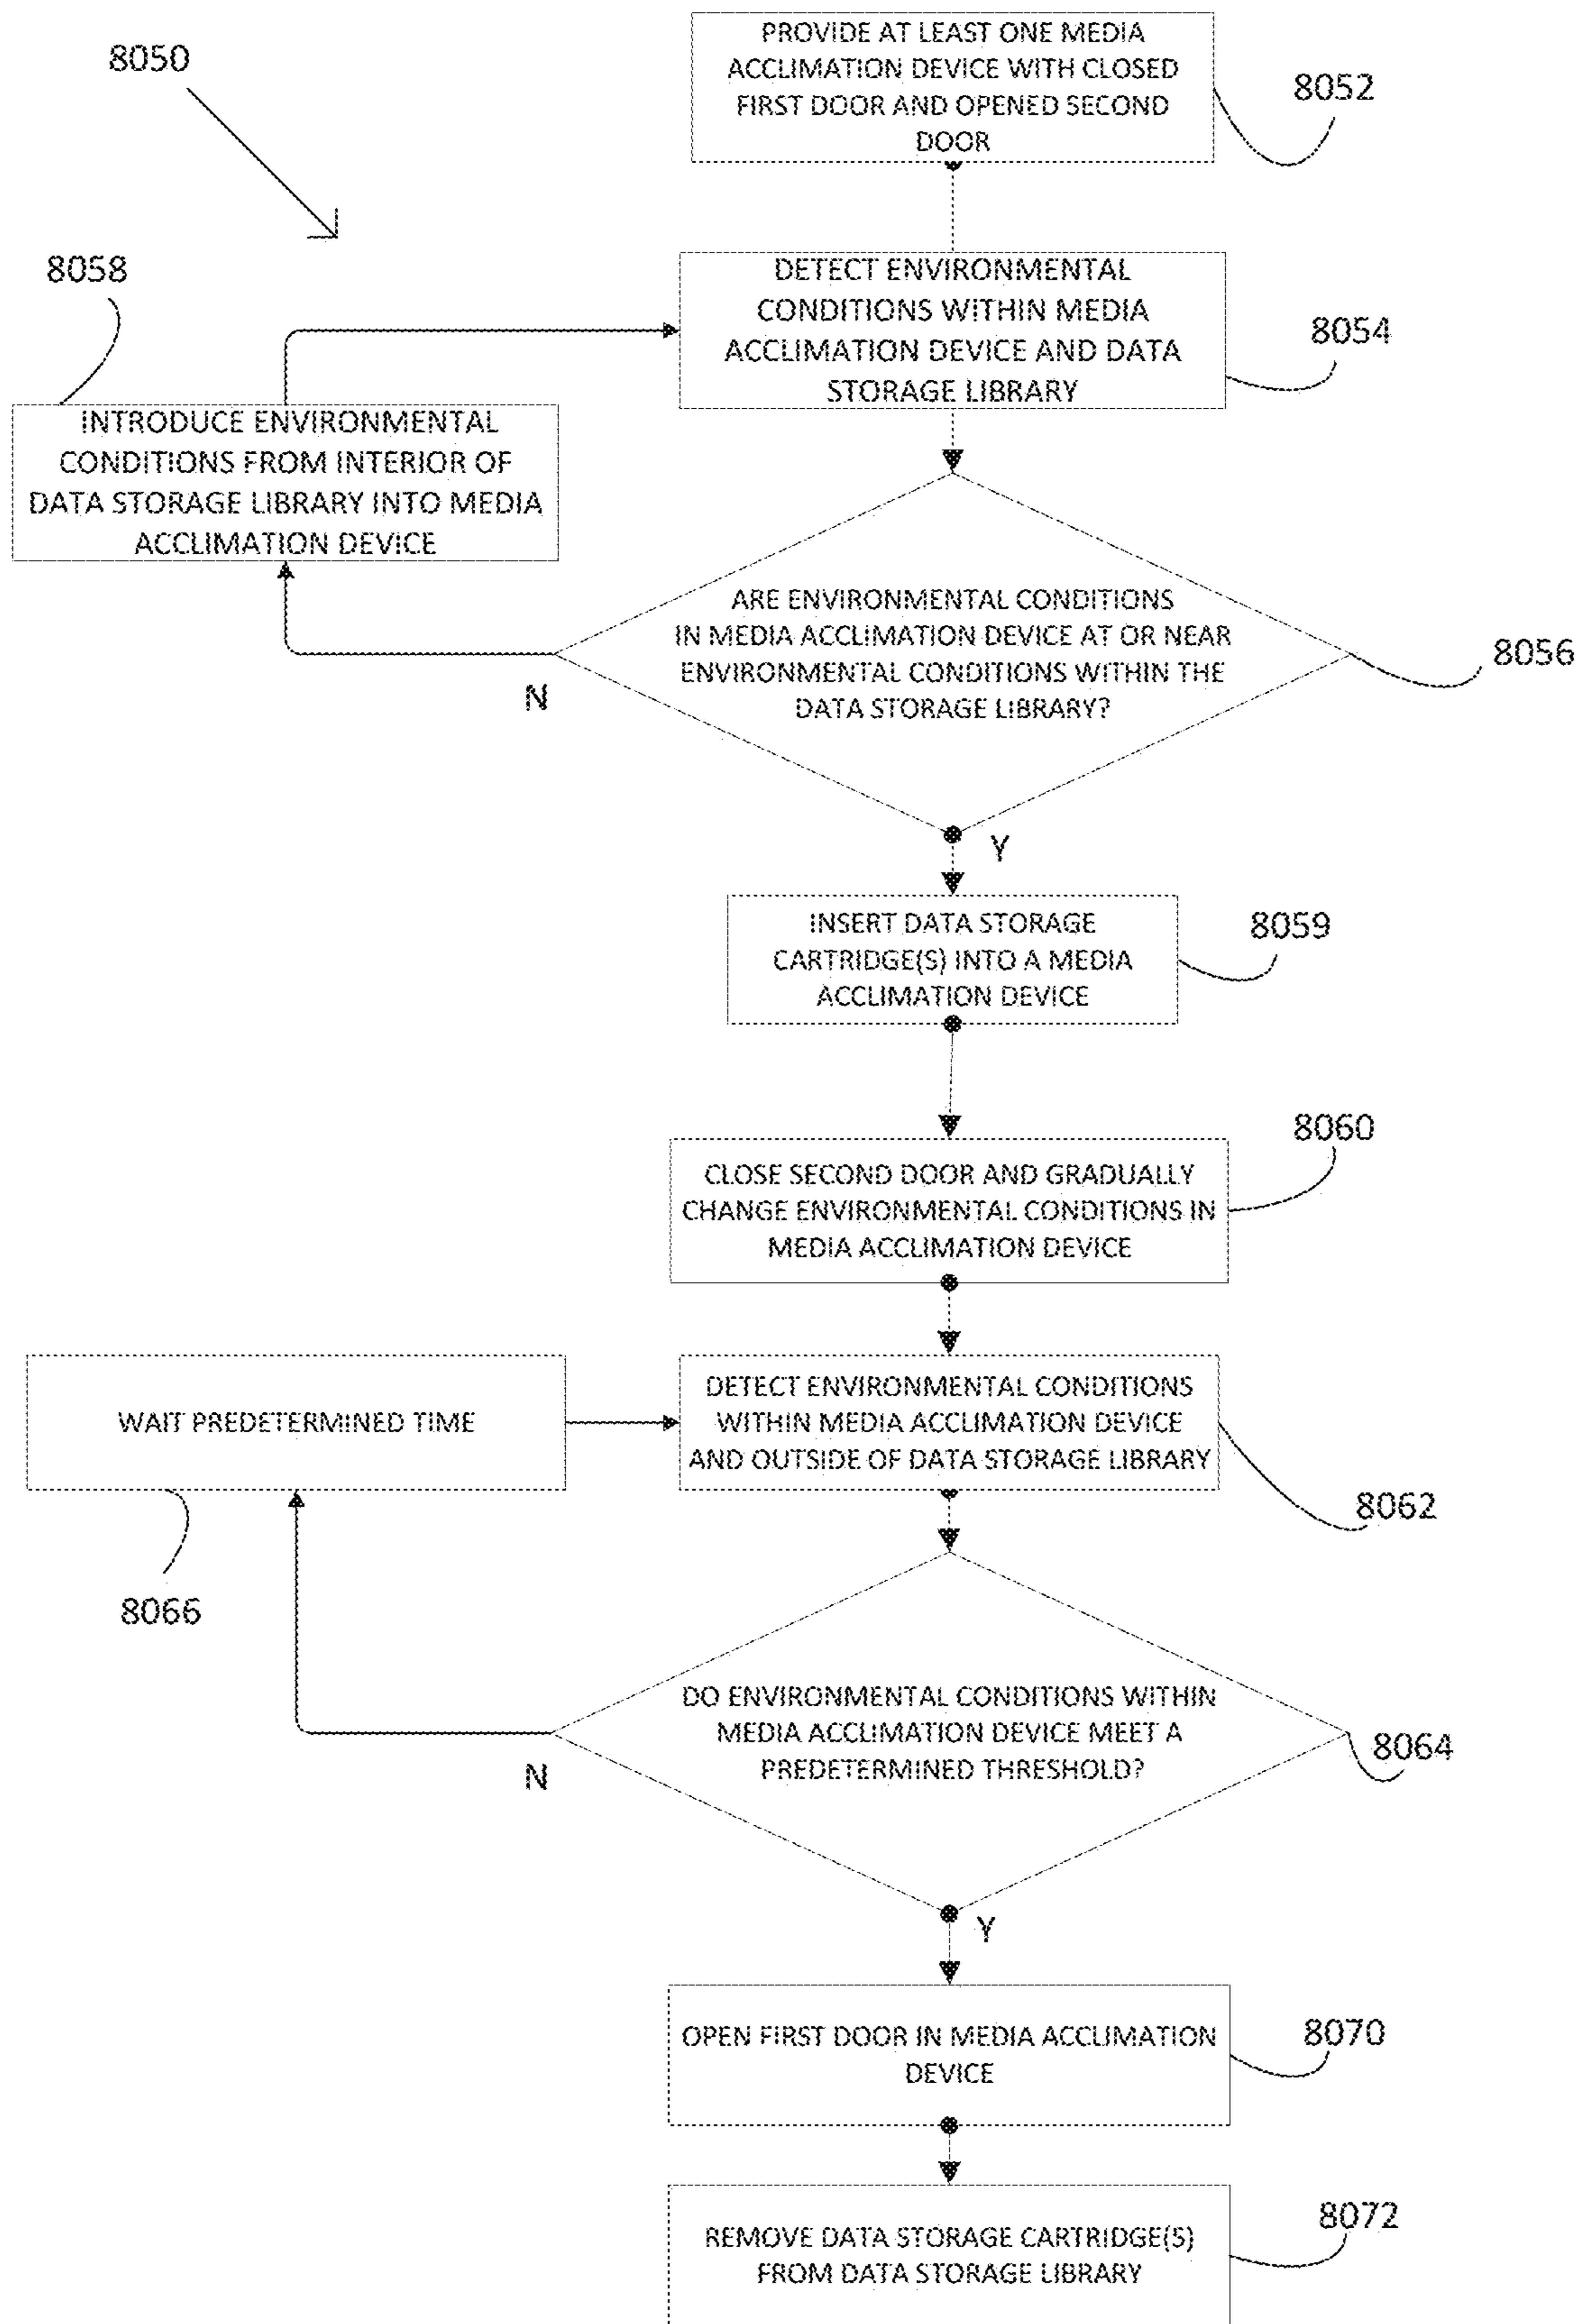 8050
PROVIDE AT LEAST ONE MEDIA
ACCLIMATION DEVICE WITH CLOSED
FIRST DOOR AND OPENED SECOND
DOOR
8052
DETECT ENVIRONMENTAL
CONDITIONS WITHIN MEDIA
ACCLIMATION DEVICE AND DATA
STORAGE LIBRARY
8054
8058
INTRODUCE ENVIRONMENTAL
CONDITIONS FROM INTERIOR OF
DATA STORAGE LIBRARY INTO MEDIA
ACCLIMATION DEVICE
ARE ENVIRONMENTAL CONDITIONS
IN MEDIA ACCLIMATION DEVICE AT OR NEAR
ENVIRONMENTAL CONDITIONS WITHIN THE
DATA STORAGE LIBRARY?
8056
N
Y
INSERT DATA STORAGE
CARTRIDGE(S) INTO A MEDIA
ACCLIMATION DEVICE
8059
CLOSE SECOND DOOR AND GRADUALLY
CHANGE ENVIRONMENTAL CONDITIONS IN
MEDIA ACCLIMATION DEVICE
8060
WAIT PREDETERMINED TIME
8066
DETECT ENVIRONMENTAL CONDITIONS
WITHIN MEDIA ACCLIMATION DEVICE
AND OUTSIDE OF DATA STORAGE LIBRARY
8062
DO ENVIRONMENTAL CONDITIONS WITHIN
MEDIA ACCLIMATION DEVICE MEET A
PREDETERMINED THRESHOLD?
8064
N
Y
OPEN FIRST DOOR IN MEDIA ACCLIMATION
DEVICE
8070
REMOVE DATA STORAGE CARTRIDGE(S)
FROM DATA STORAGE LIBRARY
8072